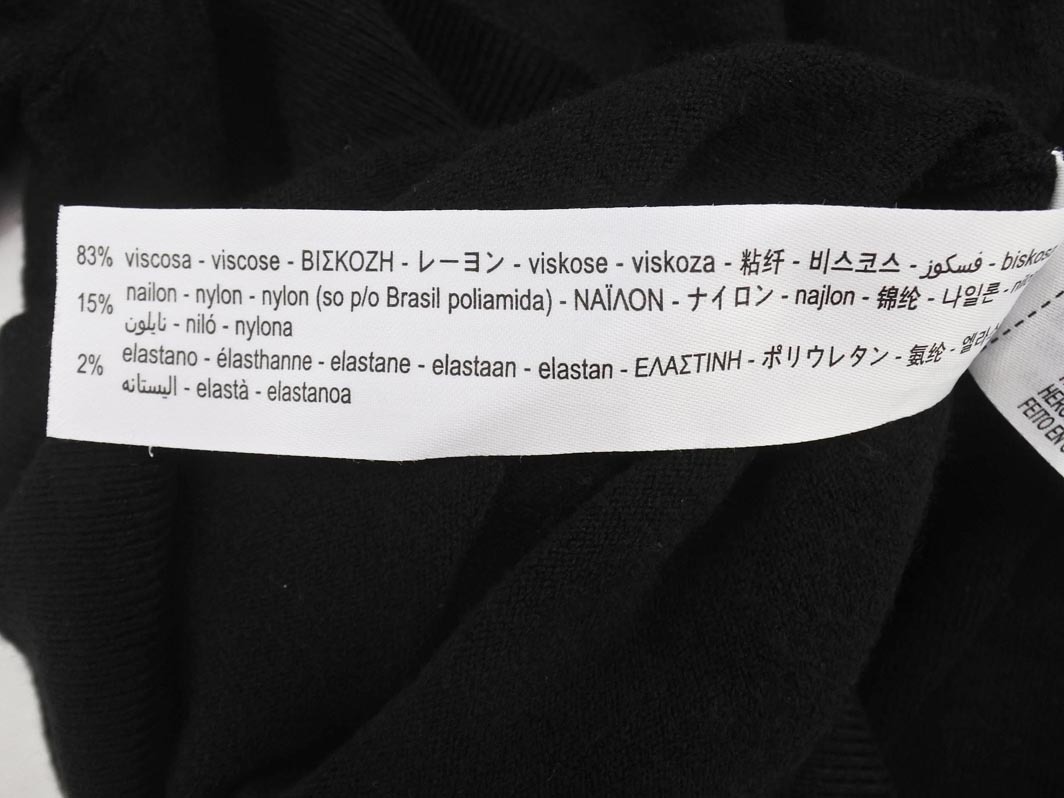 83% viscosa - viscose - ΒΙΣΚΟΖΗ - レーヨン - viskose - viskoza - 粘纤 - 비스코스 - فسكوز -
15% nailon - nylon - nylon (so p/o Brasil poliamida) - ΝΑΪΛΟΝ - ナイロン - najlon - 锦纶 - 나일론 -
نايلون - niló - nylona
2% elastano - élasthanne - elastane - elastaan - elastan - ΕΛΑΣΤΙΝΗ - ポリウレタン - 氨纶 -
اليستانه - elastà - elastanoa
FEITO EN